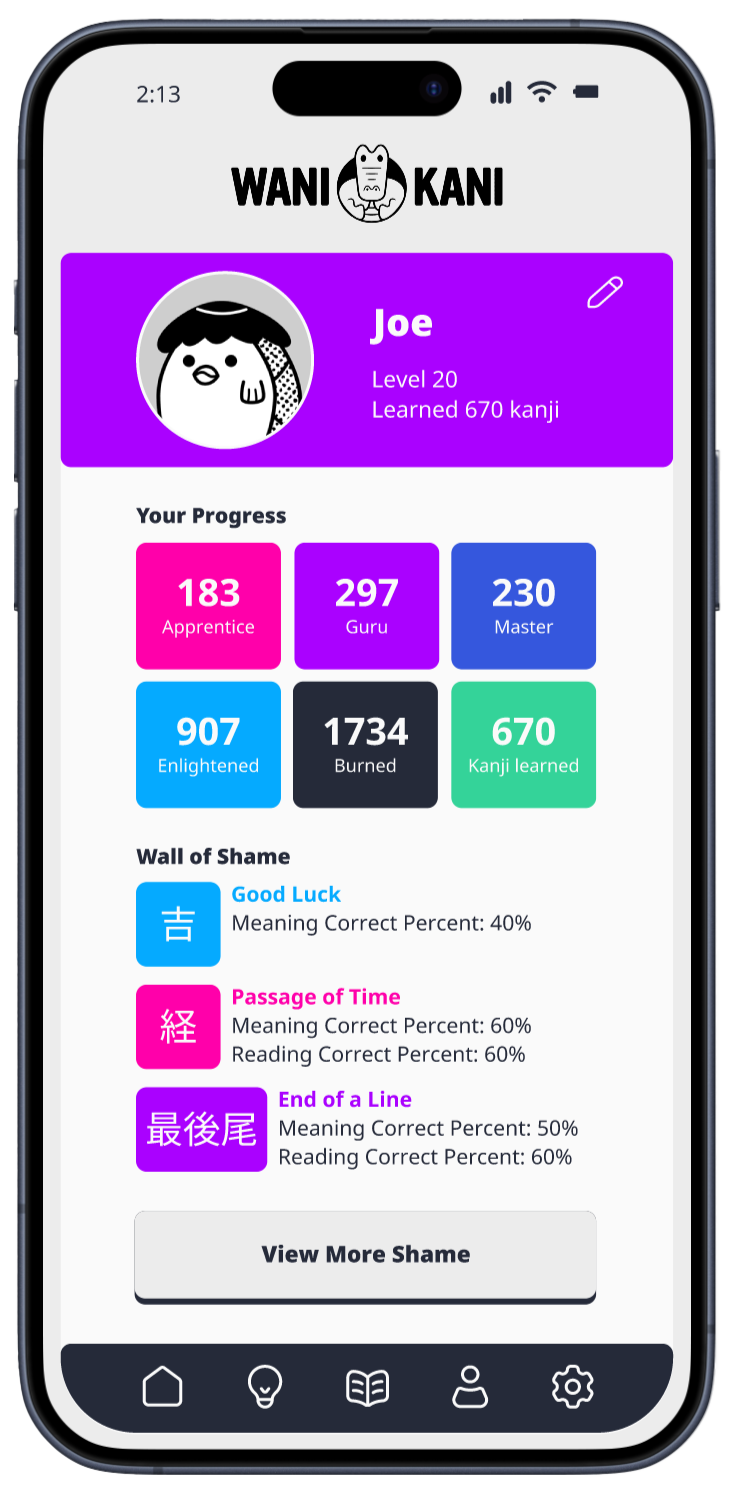 2:13
WANI KANI
Joe
Level 20
Learned 670 kanji
Your Progress
183
Apprentice
297
Guru
230
Master
907
Enlightened
1734
Burned
670
Kanji learned
Wall of Shame
吉
Good Luck
Meaning Correct Percent: 40%
経
Passage of Time
Meaning Correct Percent: 60%
Reading Correct Percent: 60%
最後尾
End of a Line
Meaning Correct Percent: 50%
Reading Correct Percent: 60%
View More Shame